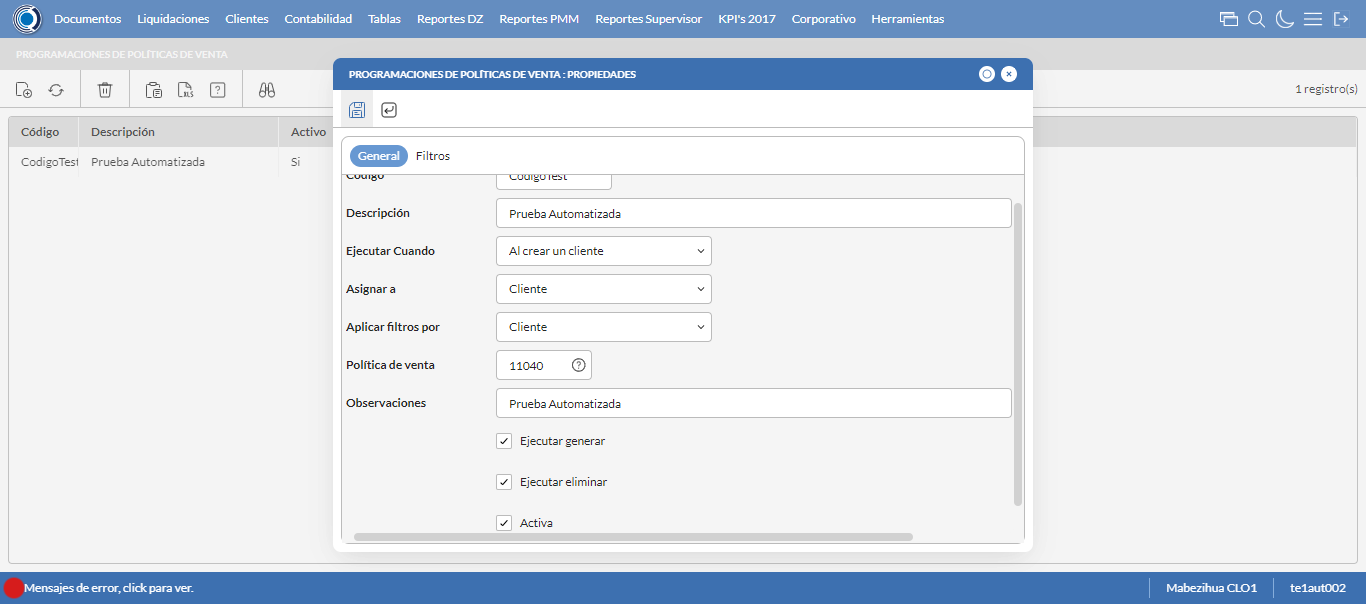 Documentos Liquidaciones Clientes Contabilidad Tablas Reportes DZ Reportes PMM Reportes Supervisor KPI's 2017 Corporativo Herramientas
PROGRAMACIONES DE POLÍTICAS DE VENTA
1 registro(s)
Código Descripción Activo
CodigoTest Prueba Automatizada Si
PROGRAMACIONES DE POLÍTICAS DE VENTA : PROPIEDADES
General Filtros
Código CodigoTest
Descripción Prueba Automatizada
Ejecutar Cuando Al crear un cliente
Asignar a Cliente
Aplicar filtros por Cliente
Política de venta 11040
Observaciones Prueba Automatizada
Ejecutar generar
Ejecutar eliminar
Activa
Mensajes de error, click para ver. Mabezihua CLO1 te1aut002